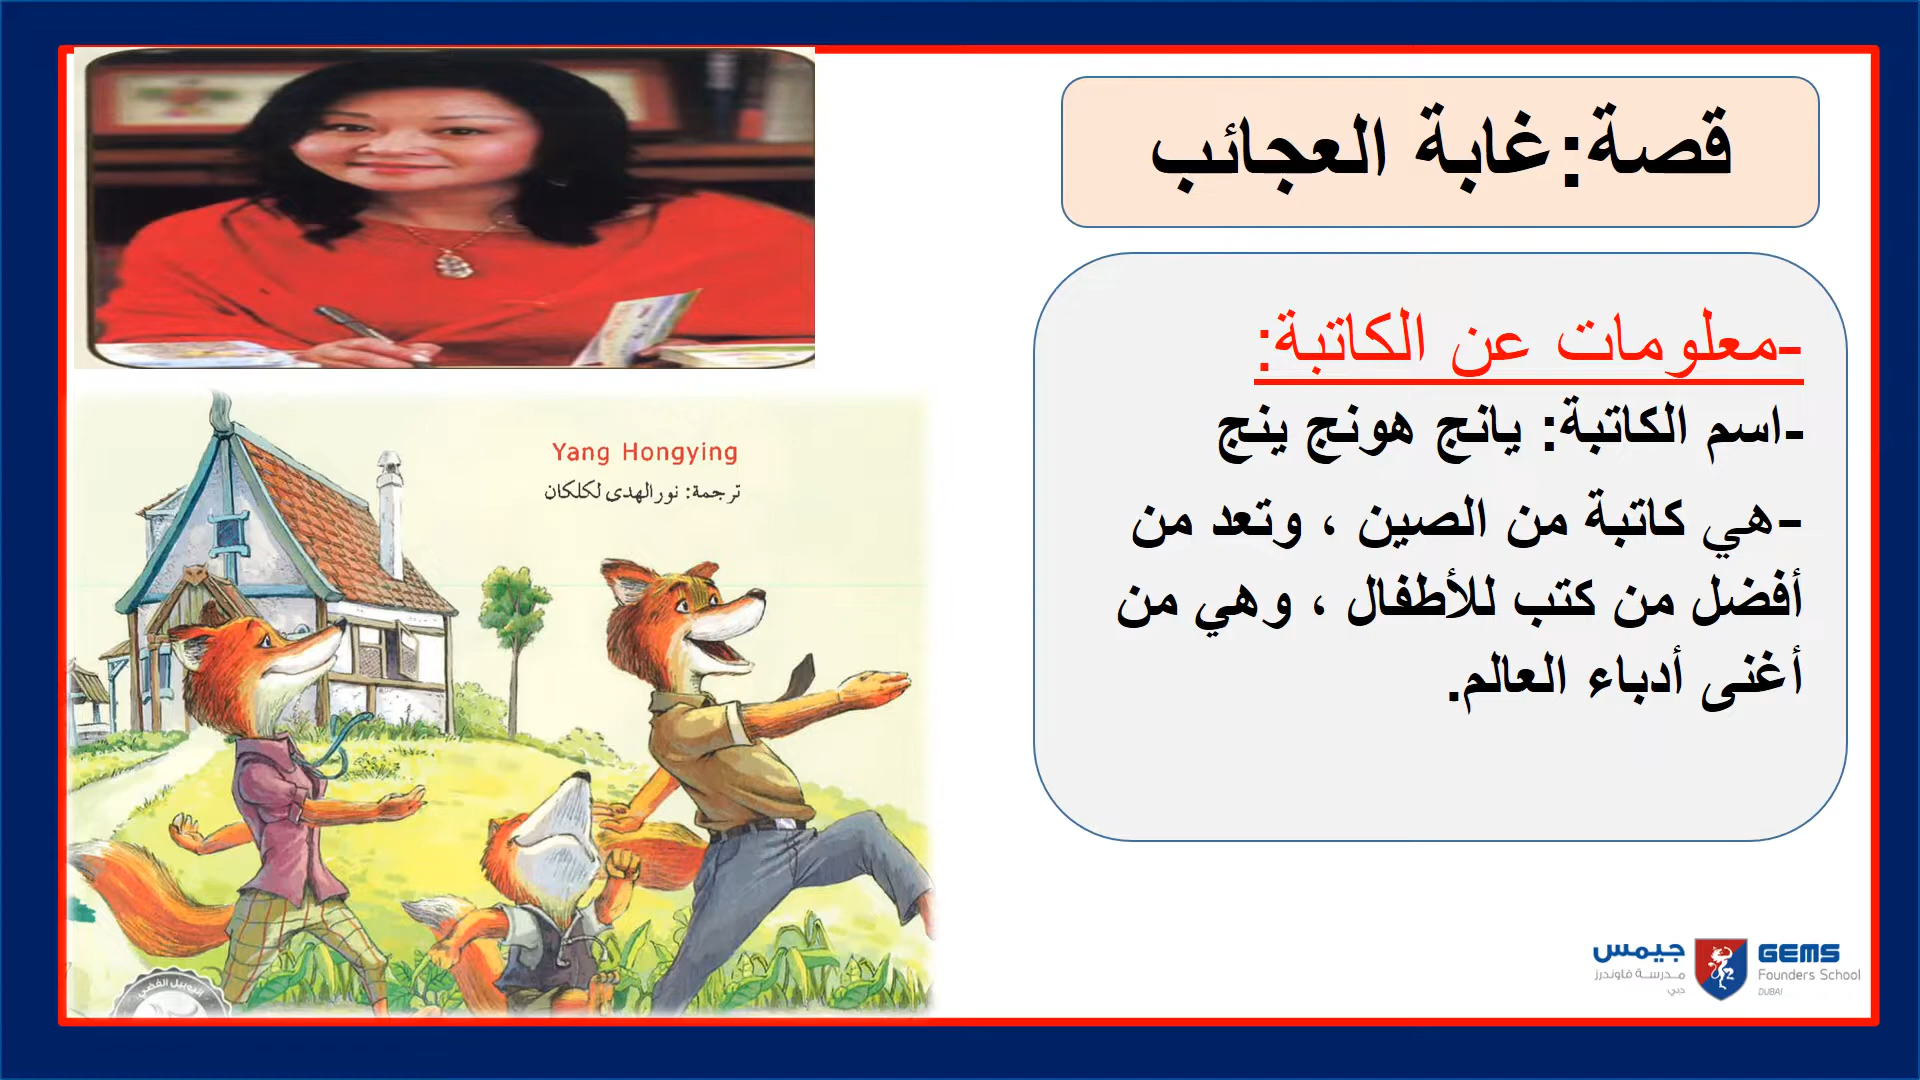 قصة:غابة العجائب
-معلومات عن الكاتبة:
-اسم الكاتبة: يانج هونج ينج
-هي كاتبة من الصين ، وتعد من
أفضل من كتب للأطفال ، وهي من
أغنى أدباء العالم.
Yang Hongying
ترجمة: نورالهدى لكلكان
اليوبيل الفضي
جيمس
مدرسة فاوندرز
دبي
GEMS
Founders School
DUBAI